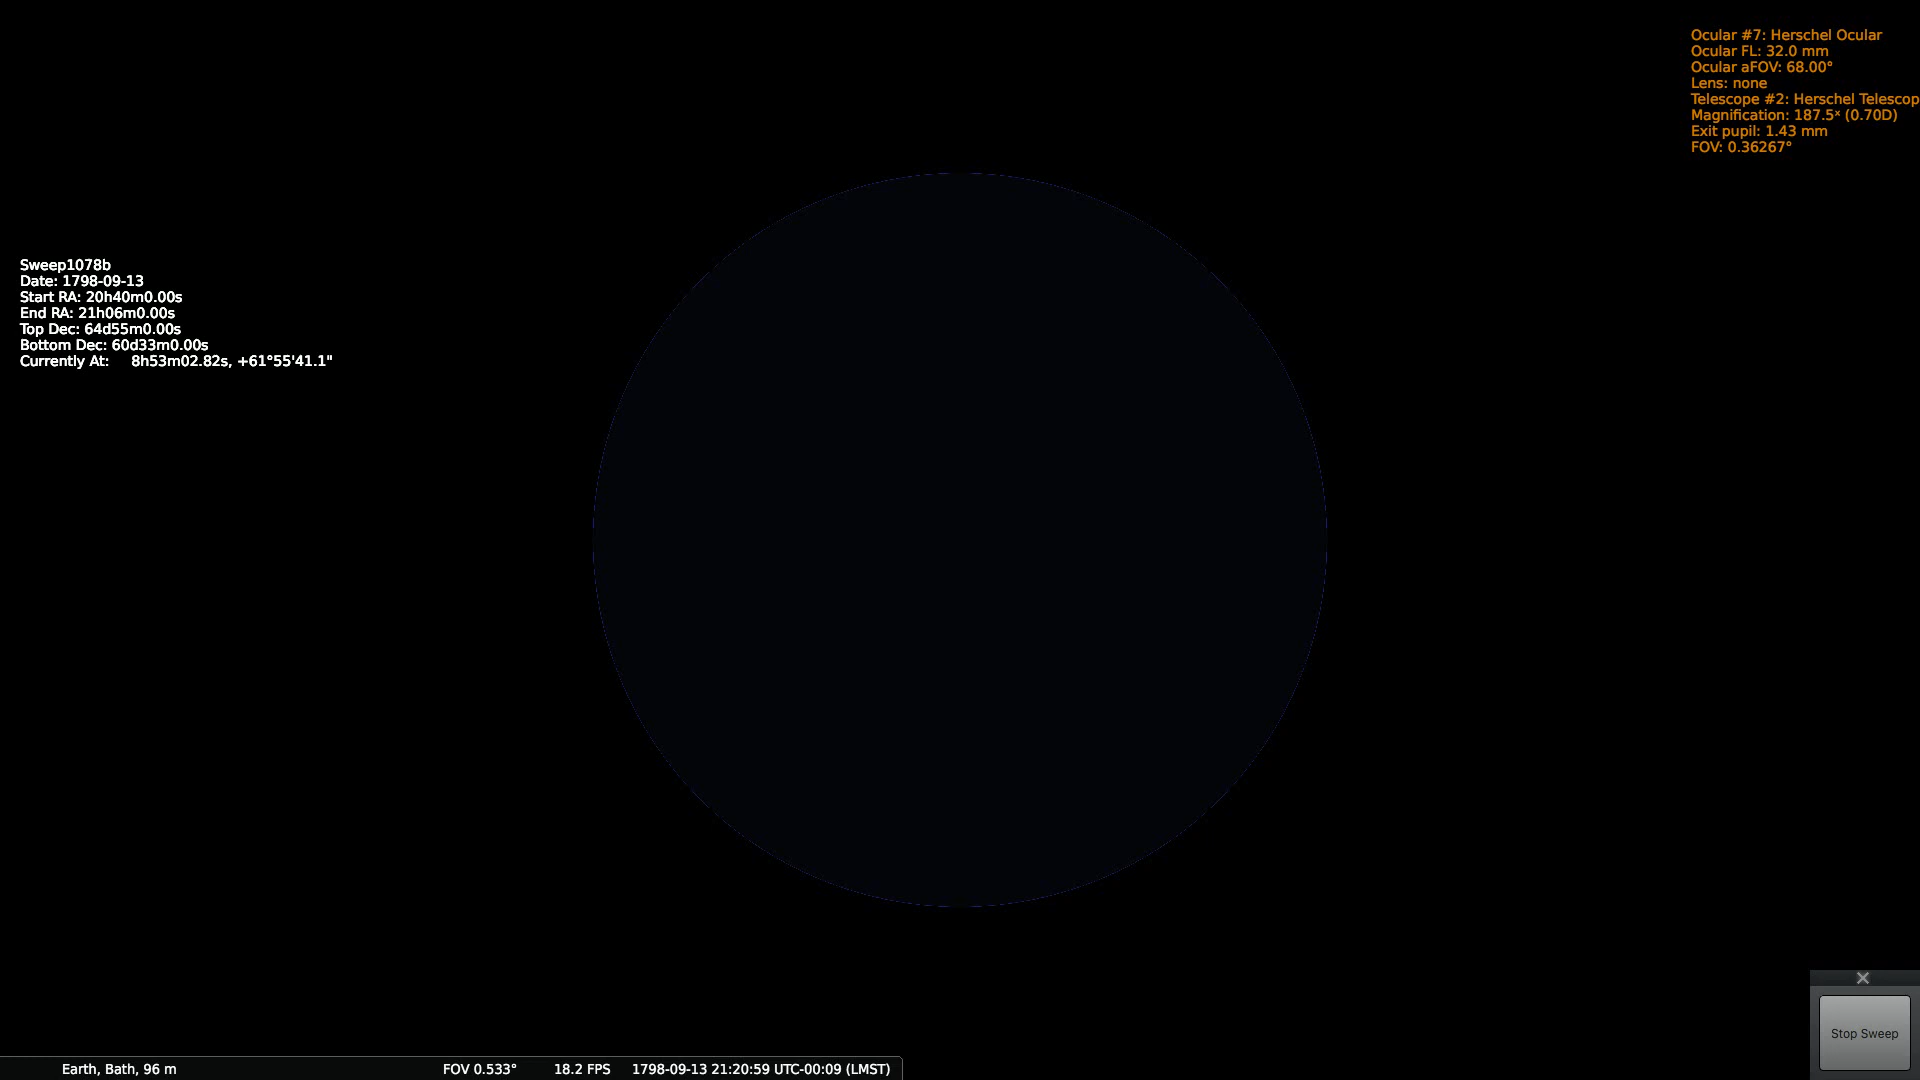 Ocular #7: Herschel Ocular
Ocular FL: 32.0 mm
Ocular aFOV: 68.00°
Lens: none
Telescope #2: Herschel Telescop
Magnification: 187.5ˣ (0.70D)
Exit pupil: 1.43 mm
FOV: 0.36267°
Sweep1078b
Date: 1798-09-13
Start RA: 20h40m0.00s
End RA: 21h06m0.00s
Top Dec: 64d55m0.00s
Bottom Dec: 60d33m0.00s
Currently At: 8h53m02.82s, +61°55'41.1"
Stop Sweep
Earth, Bath, 96 m FOV 0.533° 18.2 FPS 1798-09-13 21:20:59 UTC-00:09 (LMST)